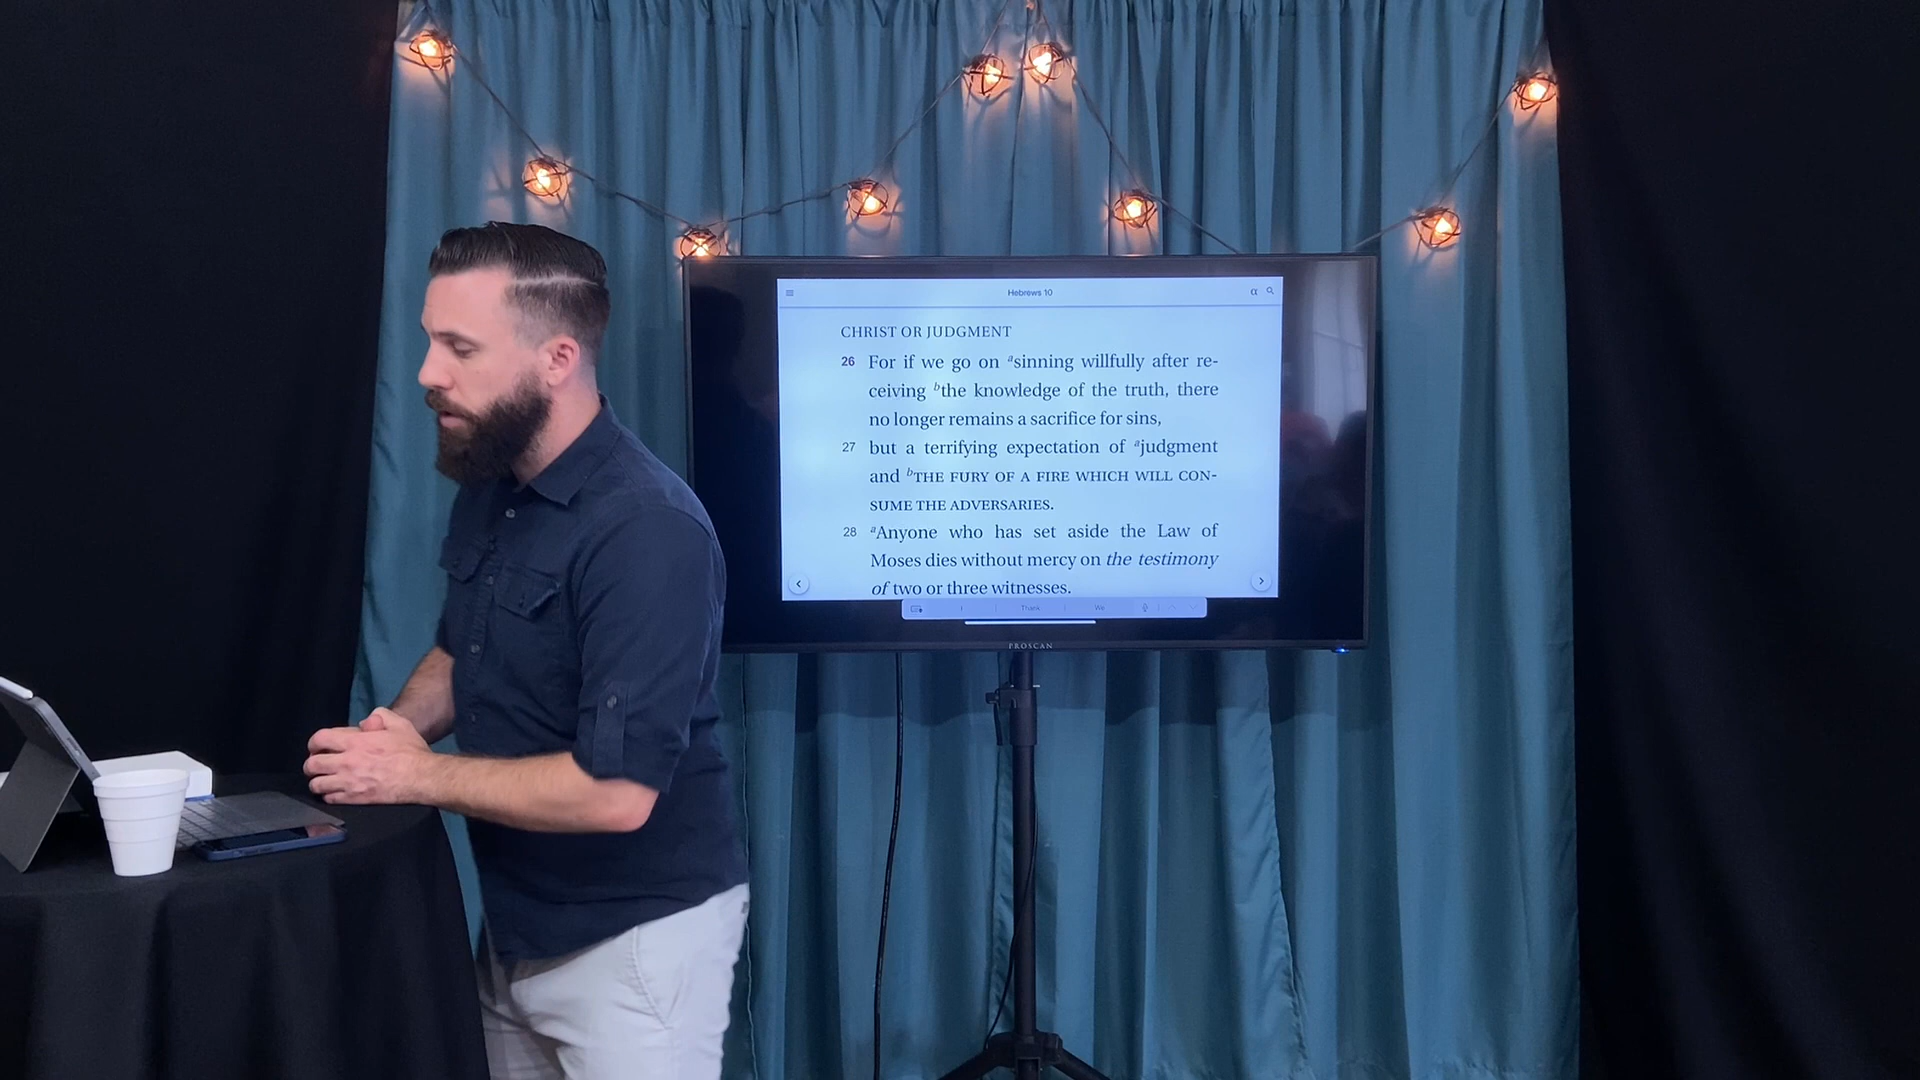 Hebrews 10
α
CHRIST OR JUDGMENT
26 For if we go on ᵃsinning willfully after re-
ceiving ᵇthe knowledge of the truth, there
no longer remains a sacrifice for sins,
27 but a terrifying expectation of ᵃjudgment
and ᵇTHE FURY OF A FIRE WHICH WILL CON-
SUME THE ADVERSARIES.
28 ᵃAnyone who has set aside the Law of
Moses dies without mercy on the testimony
of two or three witnesses.
I Thank We
PROSCAN